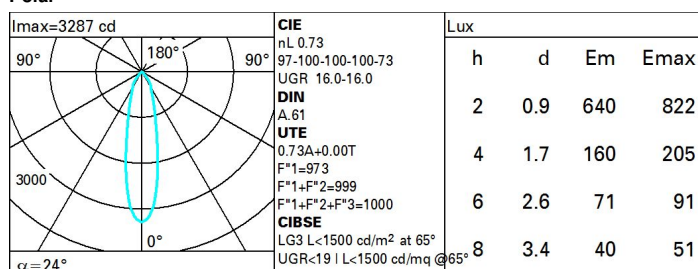 Imax=3287 cd
90°
180°
90°
3000
0°
α=24°
CIE
nL 0.73
97-100-100-100-73
UGR 16.0-16.0
DIN
A.61
UTE
0.73A+0.00T
F"1=973
F"1+F"2=999
F"1+F"2+F"3=1000
CIBSE
LG3 L<1500 cd/m² at 65°
UGR<19 | L<1500 cd/mq @65°
Lux
h d Em Emax
2 0.9 640 822
4 1.7 160 205
6 2.6 71 91
8 3.4 40 51